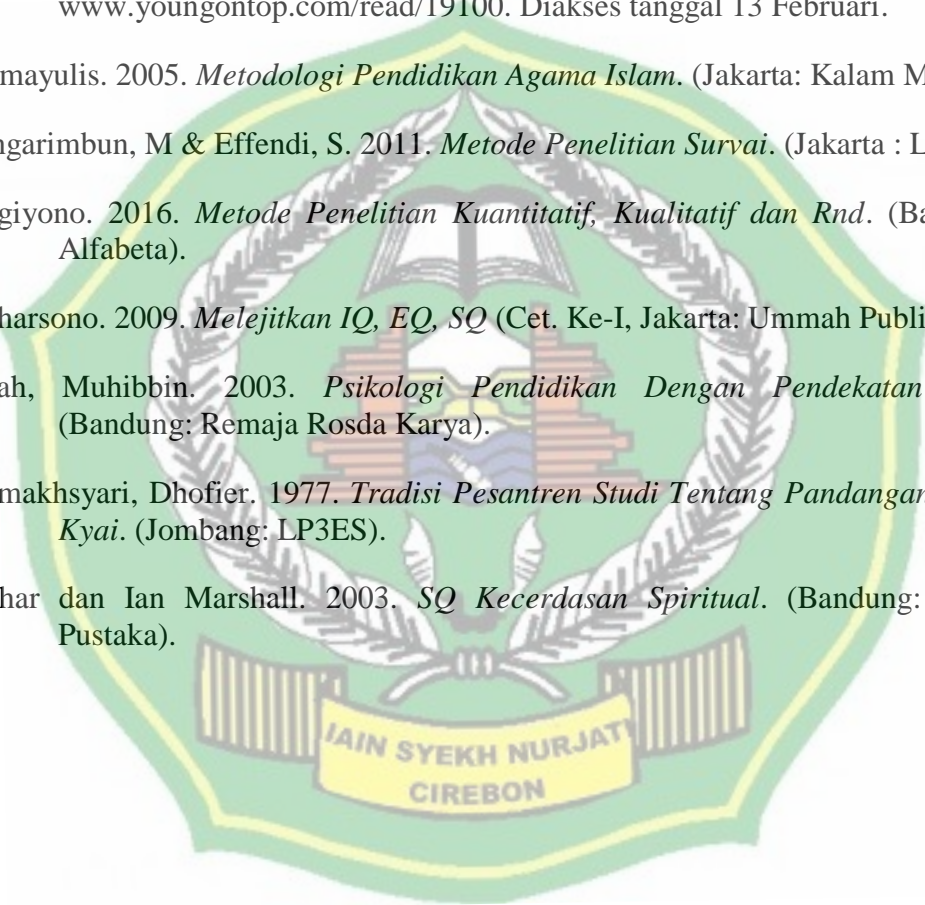 www.youngontop.com/read/19100. Diakses tanggal 13 Februari.
mayulis. 2005. Metodologi Pendidikan Agama Islam. (Jakarta: Kalam M
ngarimbun, M & Effendi, S. 2011. Metode Penelitian Survai. (Jakarta : L
giyono. 2016. Metode Penelitian Kuantitatif, Kualitatif dan Rnd. (Ba
Alfabeta).
harsono. 2009. Melejitkan IQ, EQ, SQ (Cet. Ke-I, Jakarta: Ummah Publi
ah, Muhibbin. 2003. Psikologi Pendidikan Dengan Pendekatan
(Bandung: Remaja Rosda Karya).
makhsyari, Dhofier. 1977. Tradisi Pesantren Studi Tentang Pandangan
Kyai. (Jombang: LP3ES).
har dan Ian Marshall. 2003. SQ Kecerdasan Spiritual. (Bandung:
Pustaka).
IAIN SYEKH NURJATI
CIREBON